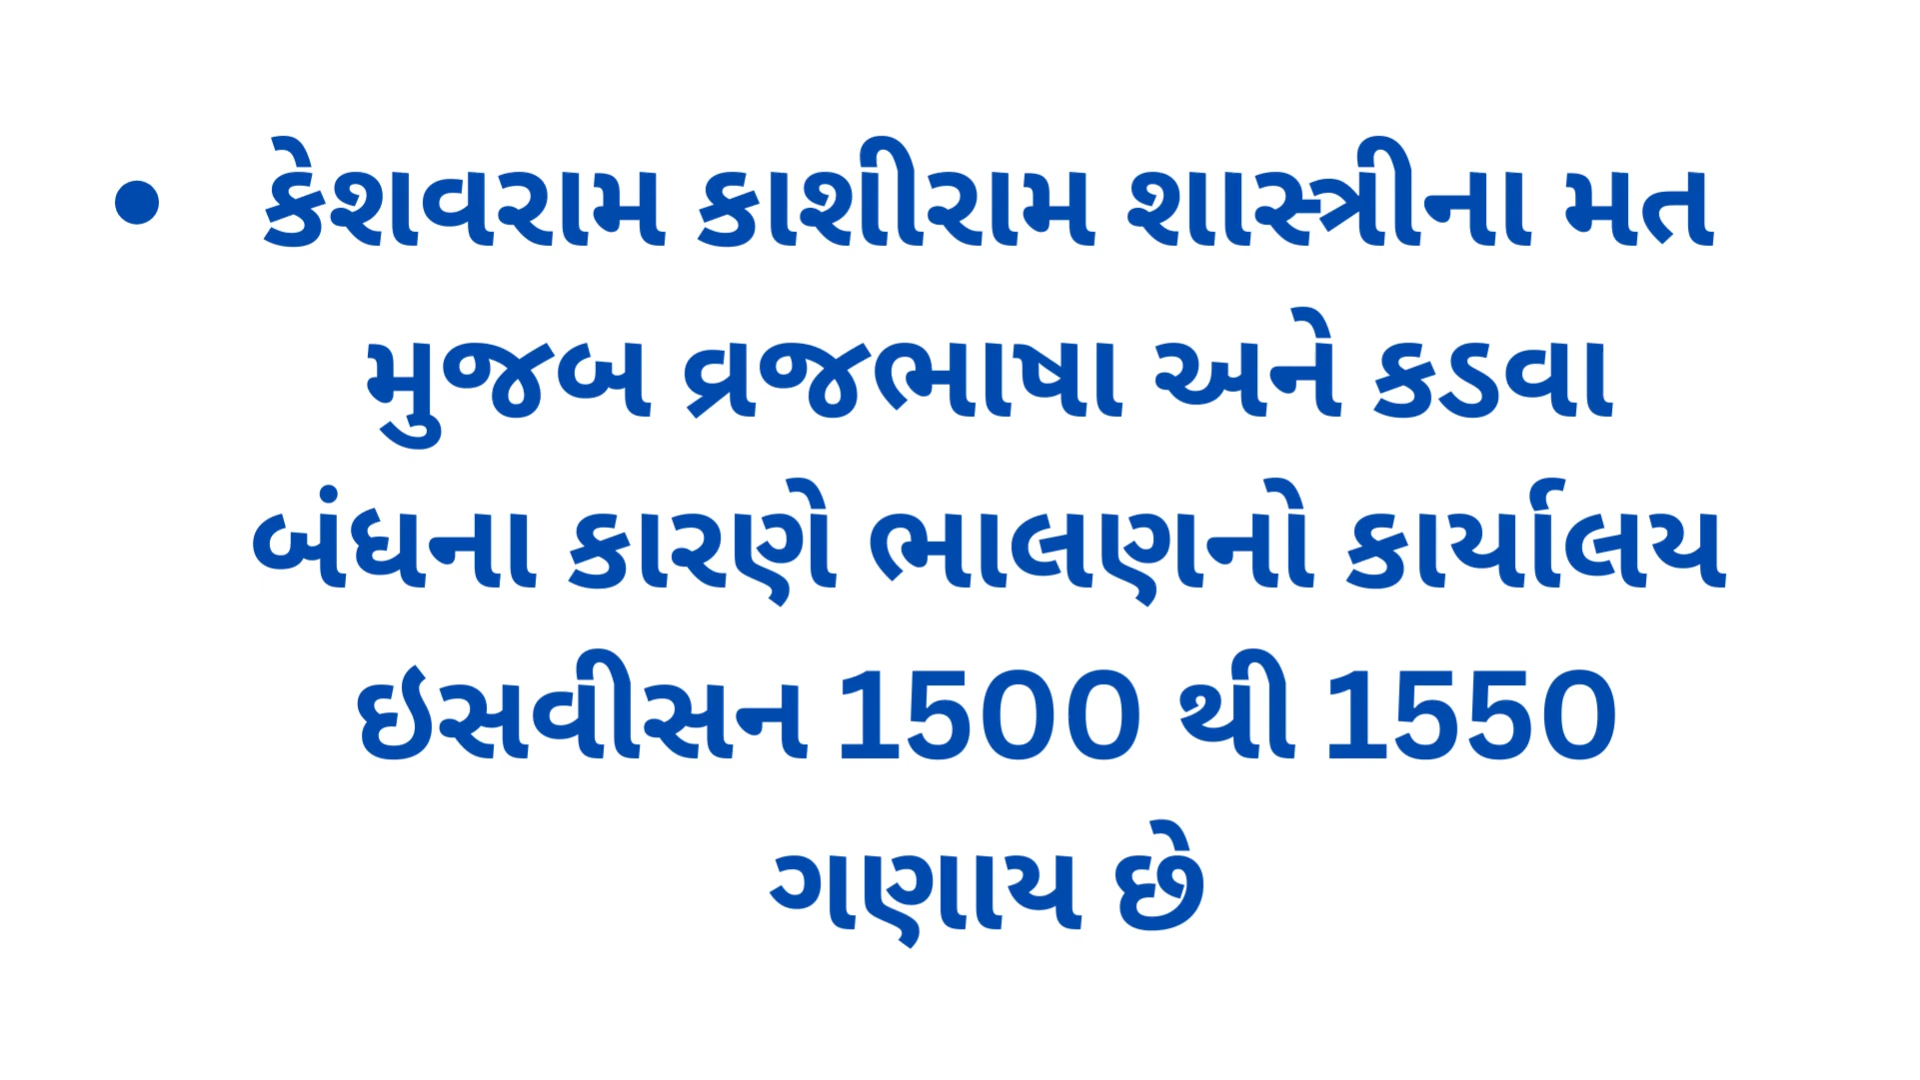 • કેશવરામ કાશીરામ શાસ્ત્રીના મત
મુજબ વ્રજભાષા અને કડવા
બંધના કારણે ભાલણનો કાર્યાલય
ઇસવીસન 1500 થી 1550
ગણાય છે